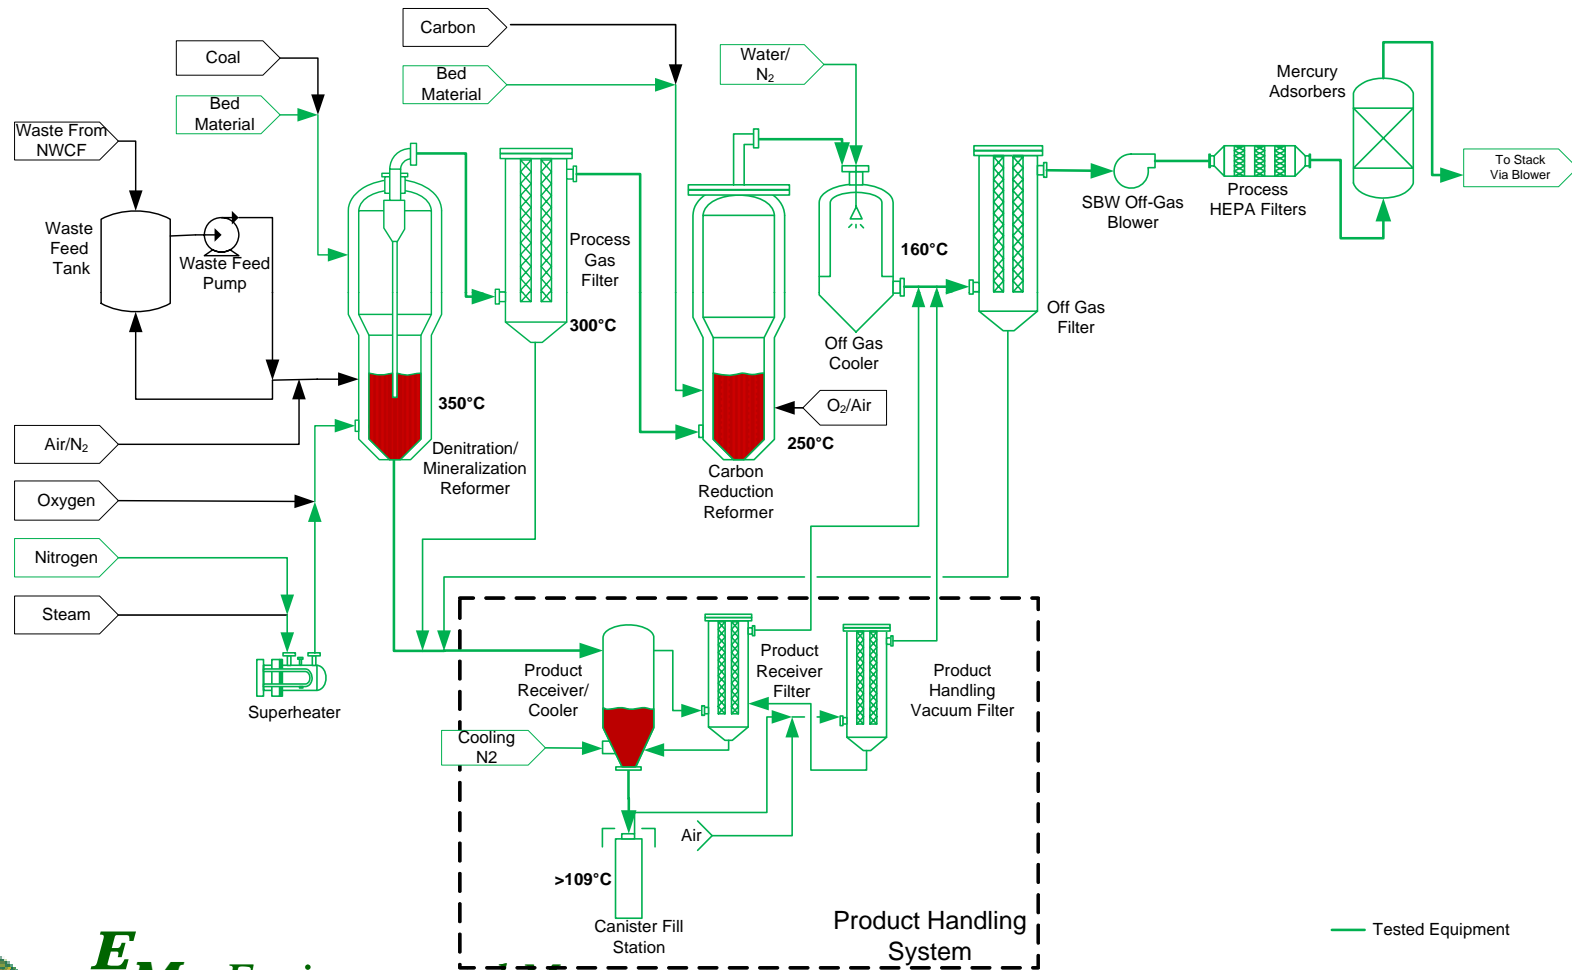 Carbon
Coal
Water/
N2
Bed
Material
Bed
Material
Mercury
Adsorbers
Waste From
NWCF
To Stack
Via Blower
Process
HEPA Filters
SBW Off-Gas
Blower
Waste
Feed
Tank
Waste Feed
Pump
Process
Gas
Filter
160°C
300°C
Off Gas
Filter
Off Gas
Cooler
350°C
O2/Air
250°C
Air/N2
Denitration/
Mineralization
Reformer
Carbon
Reduction
Reformer
Oxygen
Nitrogen
Steam
Superheater
Product
Receiver/
Cooler
Product
Receiver
Filter
Product
Handling
Vacuum Filter
Cooling
N2
Air
>109°C
Canister Fill
Station
Product Handling
System
Tested Equipment
E